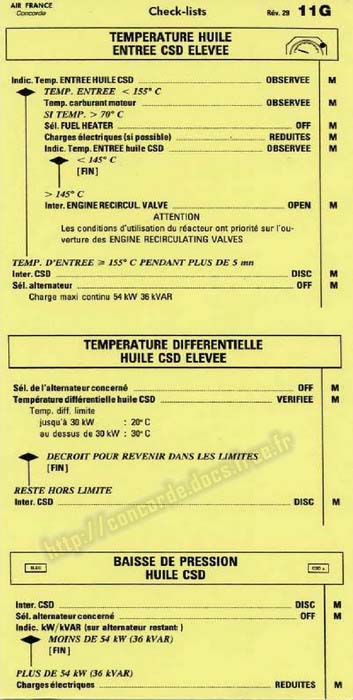 AIR FRANCE
Concorde
Check-lists
Rév. 29 11G
TEMPERATURE HUILE
ENTREE CSD ELEVEE
Indic. Temp. ENTREE HUILE CSD OBSERVEE M
TEMP. ENTREE < 155° C
Temp. carburant moteur OBSERVEE M
SI TEMP. > 70° C
Sél. FUEL HEATER OFF M
Charges électriques (si possible) REDUITES M
Indic. Temp. ENTREE huile CSD OBSERVEE M
< 145° C
[FIN]
> 145° C
Inter. ENGINE RECIRCUL. VALVE OPEN M
ATTENTION
Les conditions d'utilisation du réacteur ont priorité sur l'ou-
verture des ENGINE RECIRCULATING VALVES
TEMP. D'ENTREE ⩾ 155° C PENDANT PLUS DE 5 mn
Inter. CSD DISC M
Sél. alternateur OFF M
Charge maxi continu 54 kW 36 kVAR
TEMPERATURE DIFFERENTIELLE
HUILE CSD ELEVEE
Sél. de l'alternateur concerné OFF M
Température différentielle huile CSD VERIFIEE M
Temp. diff. limite
jusqu'à 30 kW : 20° C
au dessus de 30 kW : 30° C
DECROIT POUR REVENIR DANS LES LIMITES
[FIN]
RESTE HORS LIMITE
Inter. CSD DISC M
http://concorde.docs.free.fr
BAISSE DE PRESSION
HUILE CSD
ELEC
Inter. CSD DISC M
Sél. alternateur concerné OFF M
Indic. kW/kVAR (sur alternateur restant:)
MOINS DE 54 kW (36 kVAR)
[FIN]
PLUS DE 54 kW (36 kVAR)
Charges électriques REDUITES M